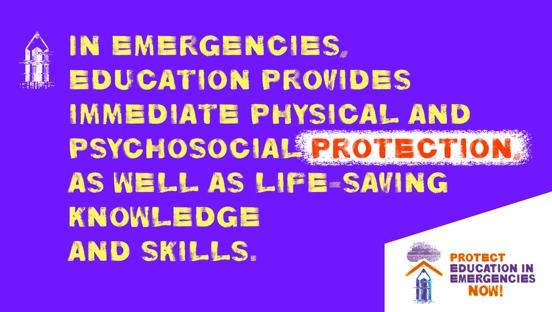 IN EMERGENCIES,
EDUCATION PROVIDES
IMMEDIATE PHYSICAL AND
PSYCHOSOCIAL PROTECTION,
AS WELL AS LIFE-SAVING
KNOWLEDGE
AND SKILLS.
PROTECT
EDUCATION IN
EMERGENCIES
NOW!